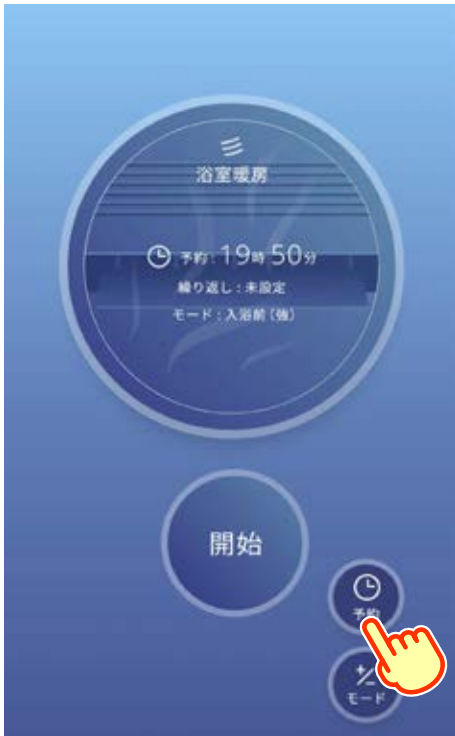 浴室暖房
予約:19時50分
繰り返し:未設定
モード:入浴前(強)
開始
予約
モード